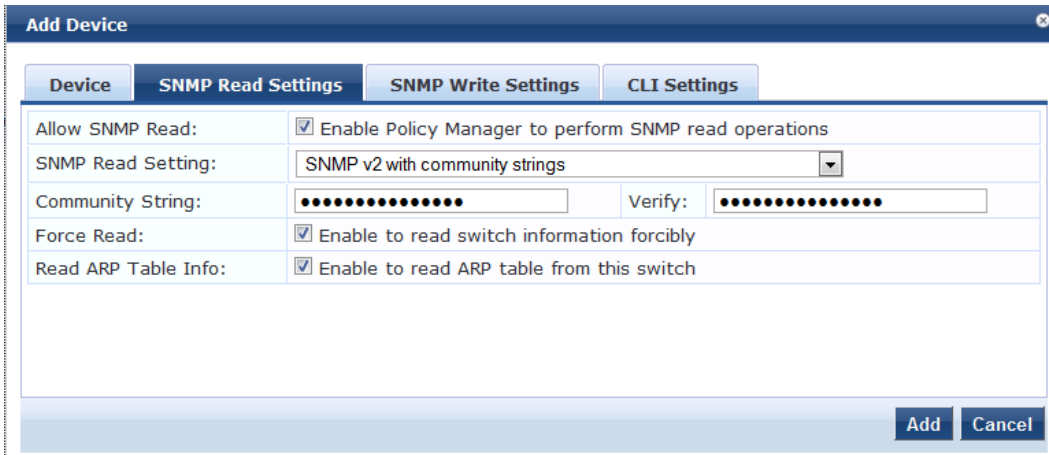 Add Device
Device SNMP Read Settings SNMP Write Settings CLI Settings
Allow SNMP Read: Enable Policy Manager to perform SNMP read operations
SNMP Read Setting: SNMP v2 with community strings
Community String: ●●●●●●●●●●●●●●● Verify: ●●●●●●●●●●●●●●●
Force Read: Enable to read switch information forcibly
Read ARP Table Info: Enable to read ARP table from this switch
Add Cancel